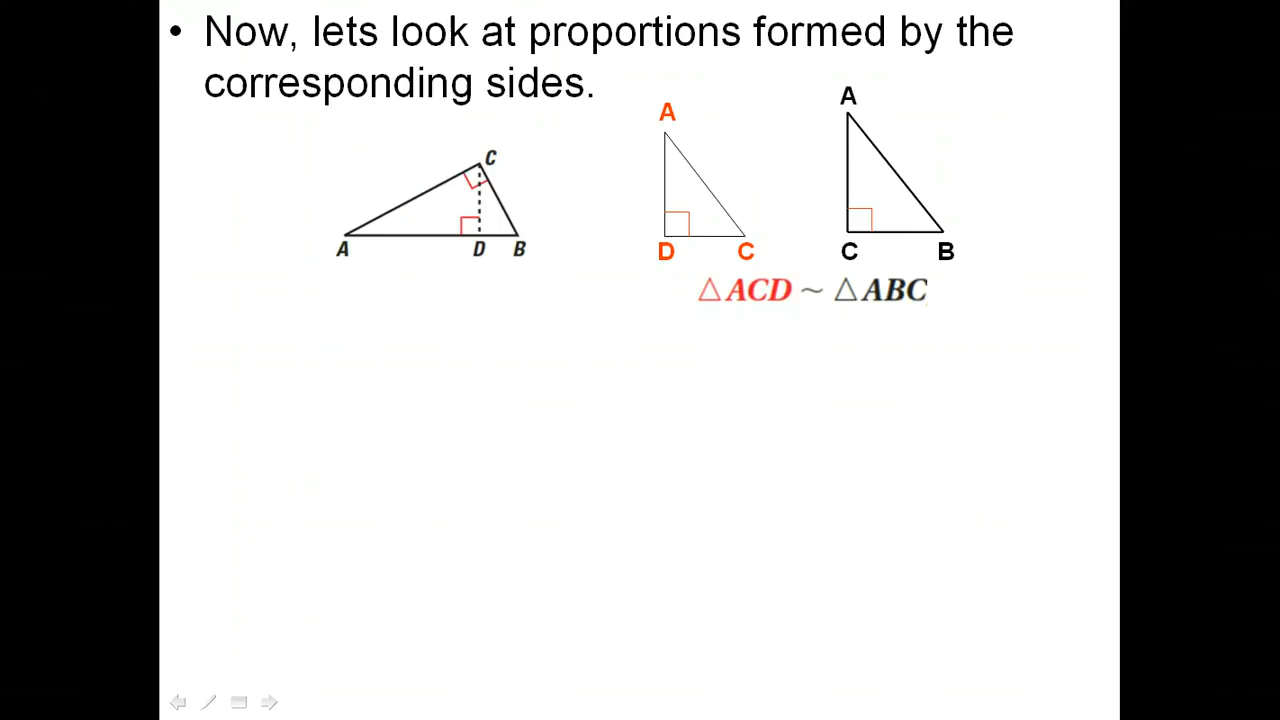 • Now, lets look at proportions formed by the
corresponding sides.
A
A
C
A
D
B
D
C
C
B
△ACD ~ △ABC